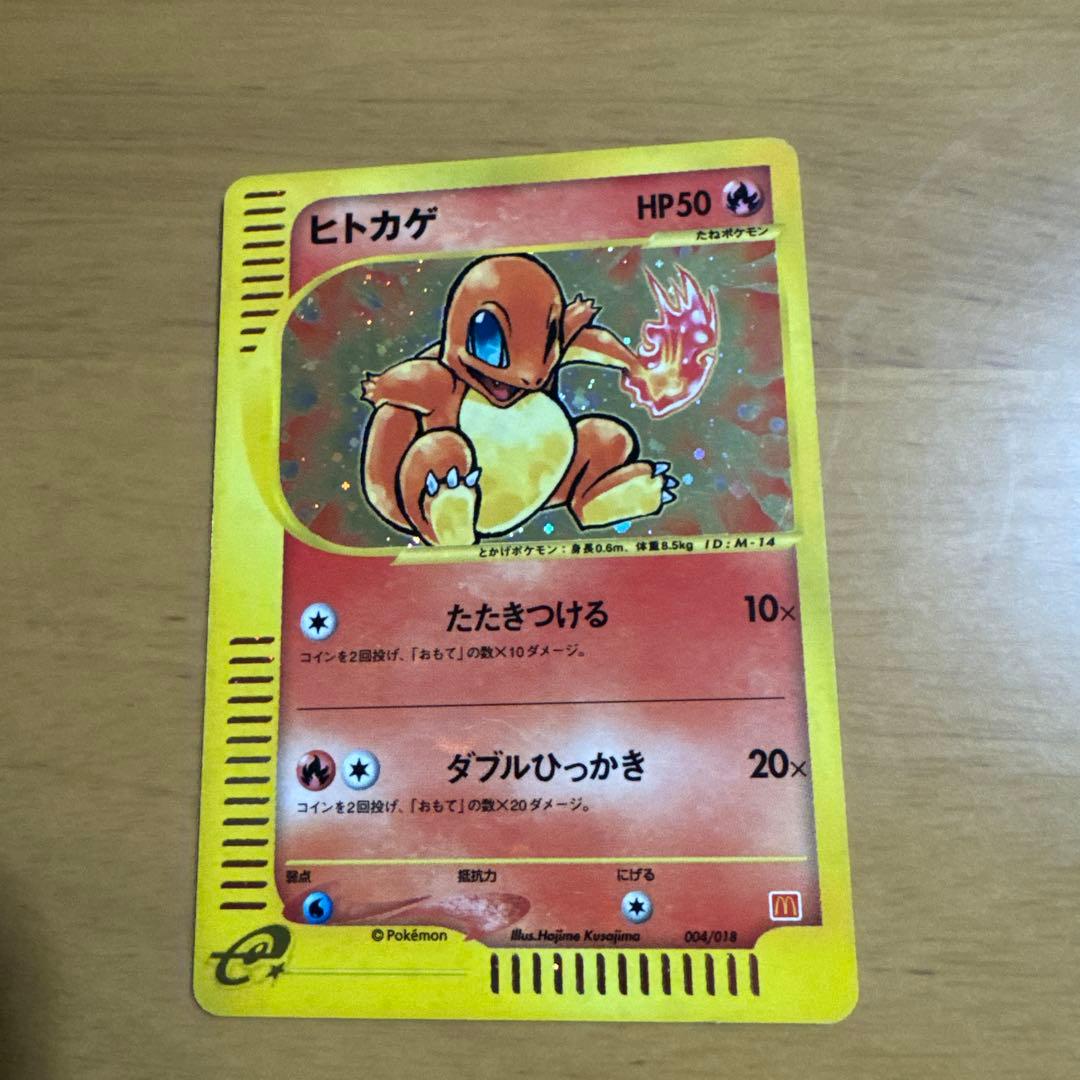 ヒトカゲ HP50
たねポケモン
とかげポケモン：身長0.6m、体重8.5kg ID:M-14
たたきつける 10×
コインを2回投げ、「おもて」の数×10ダメージ。
ダブルひっかき 20×
コインを2回投げ、「おもて」の数×20ダメージ。
弱点 抵抗力 にげる
©Pokémon Illus.Hajime Kusajima 004/018
e